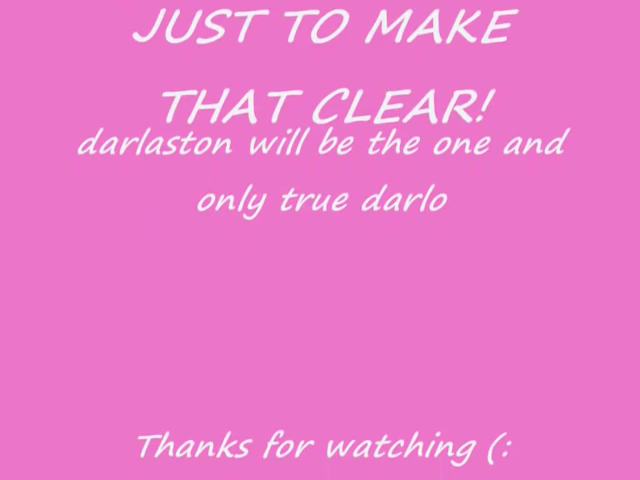 JUST TO MAKE
THAT CLEAR!
darlaston will be the one and
only true darlo
Thanks for watching (: